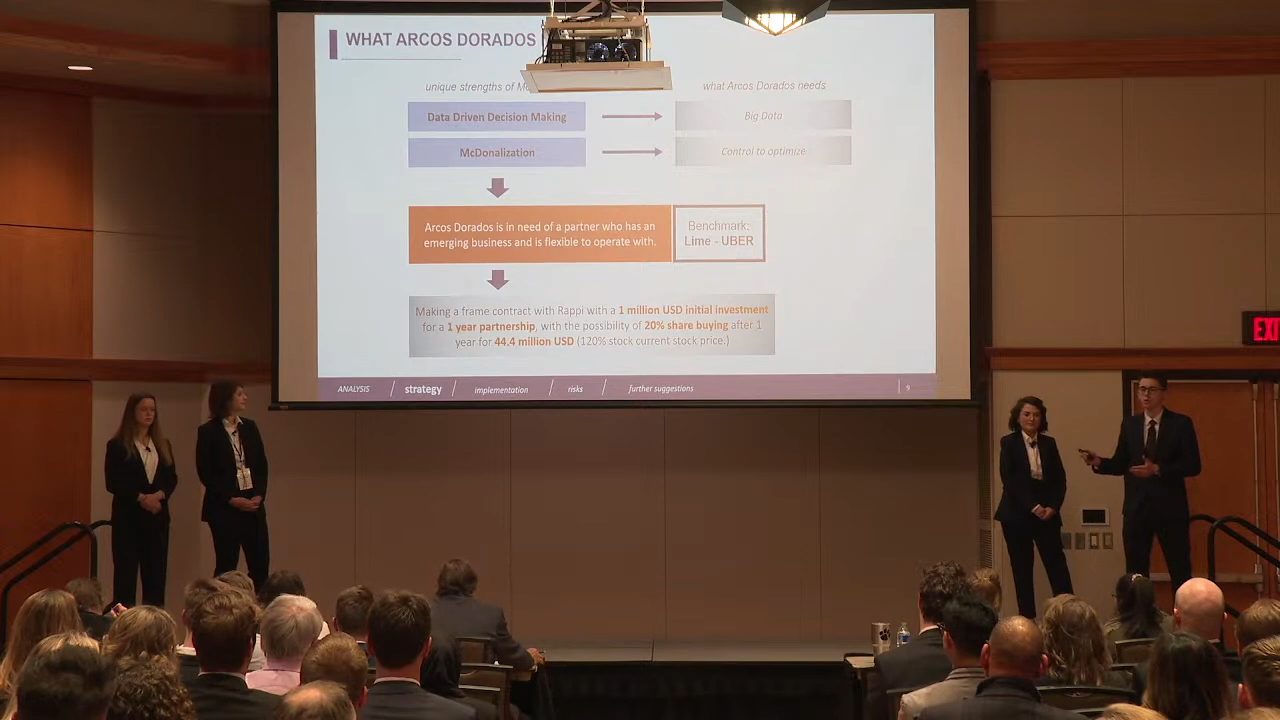 WHAT ARCOS DORADOS
unique strengths of
what Arcos Dorados needs
Data Driven Decision Making
Big Data
McDonalization
Control to optimize
Arcos Dorados is in need of a partner who has an
emerging business and is flexible to operate with.
Benchmark:
Lime - UBER
Making a frame contract with Rappi with a 1 million USD initial investment
for a 1 year partnership, with the possibility of 20% share buying after 1
year for 44.4 million USD (120% stock current stock price.)
ANALYSIS / strategy / implementation / risks / further suggestions | 9
EXI